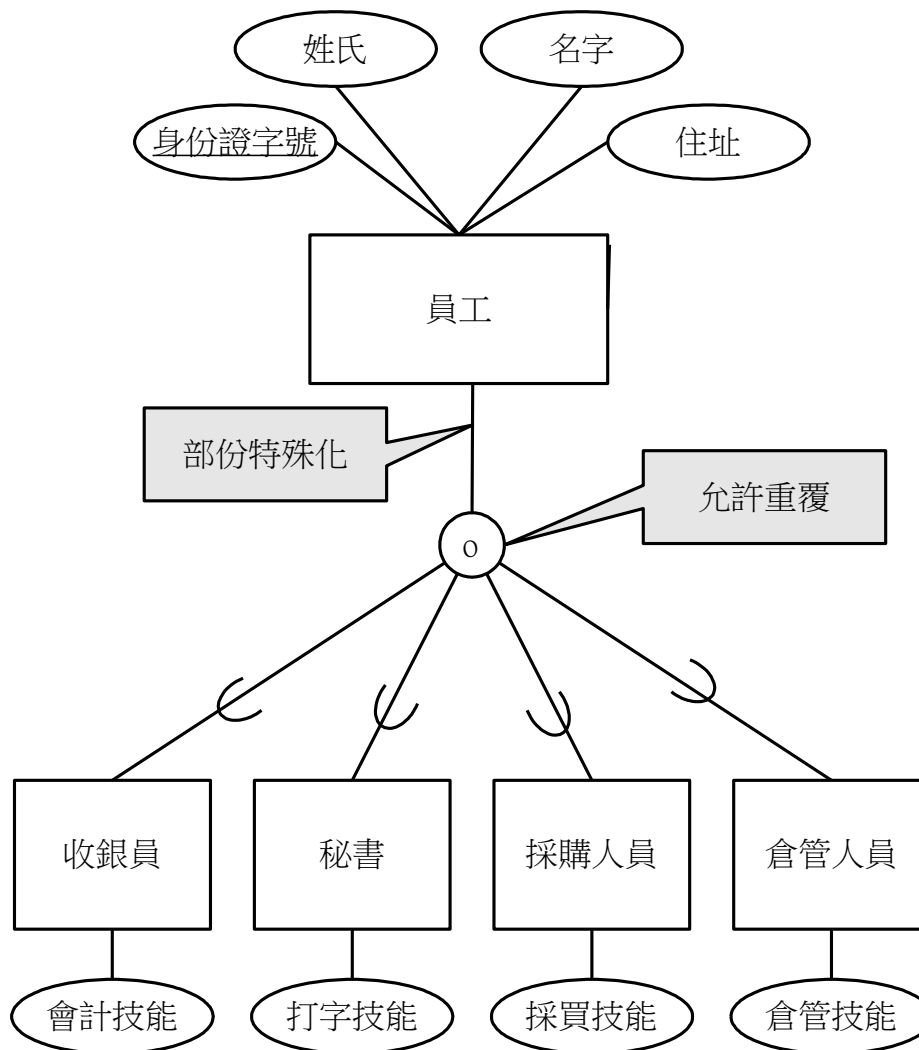 姓氏
名字
身份證字號
住址
員工
部份特殊化
允許重覆
o
收銀員
秘書
採購人員
倉管人員
會計技能
打字技能
採買技能
倉管技能